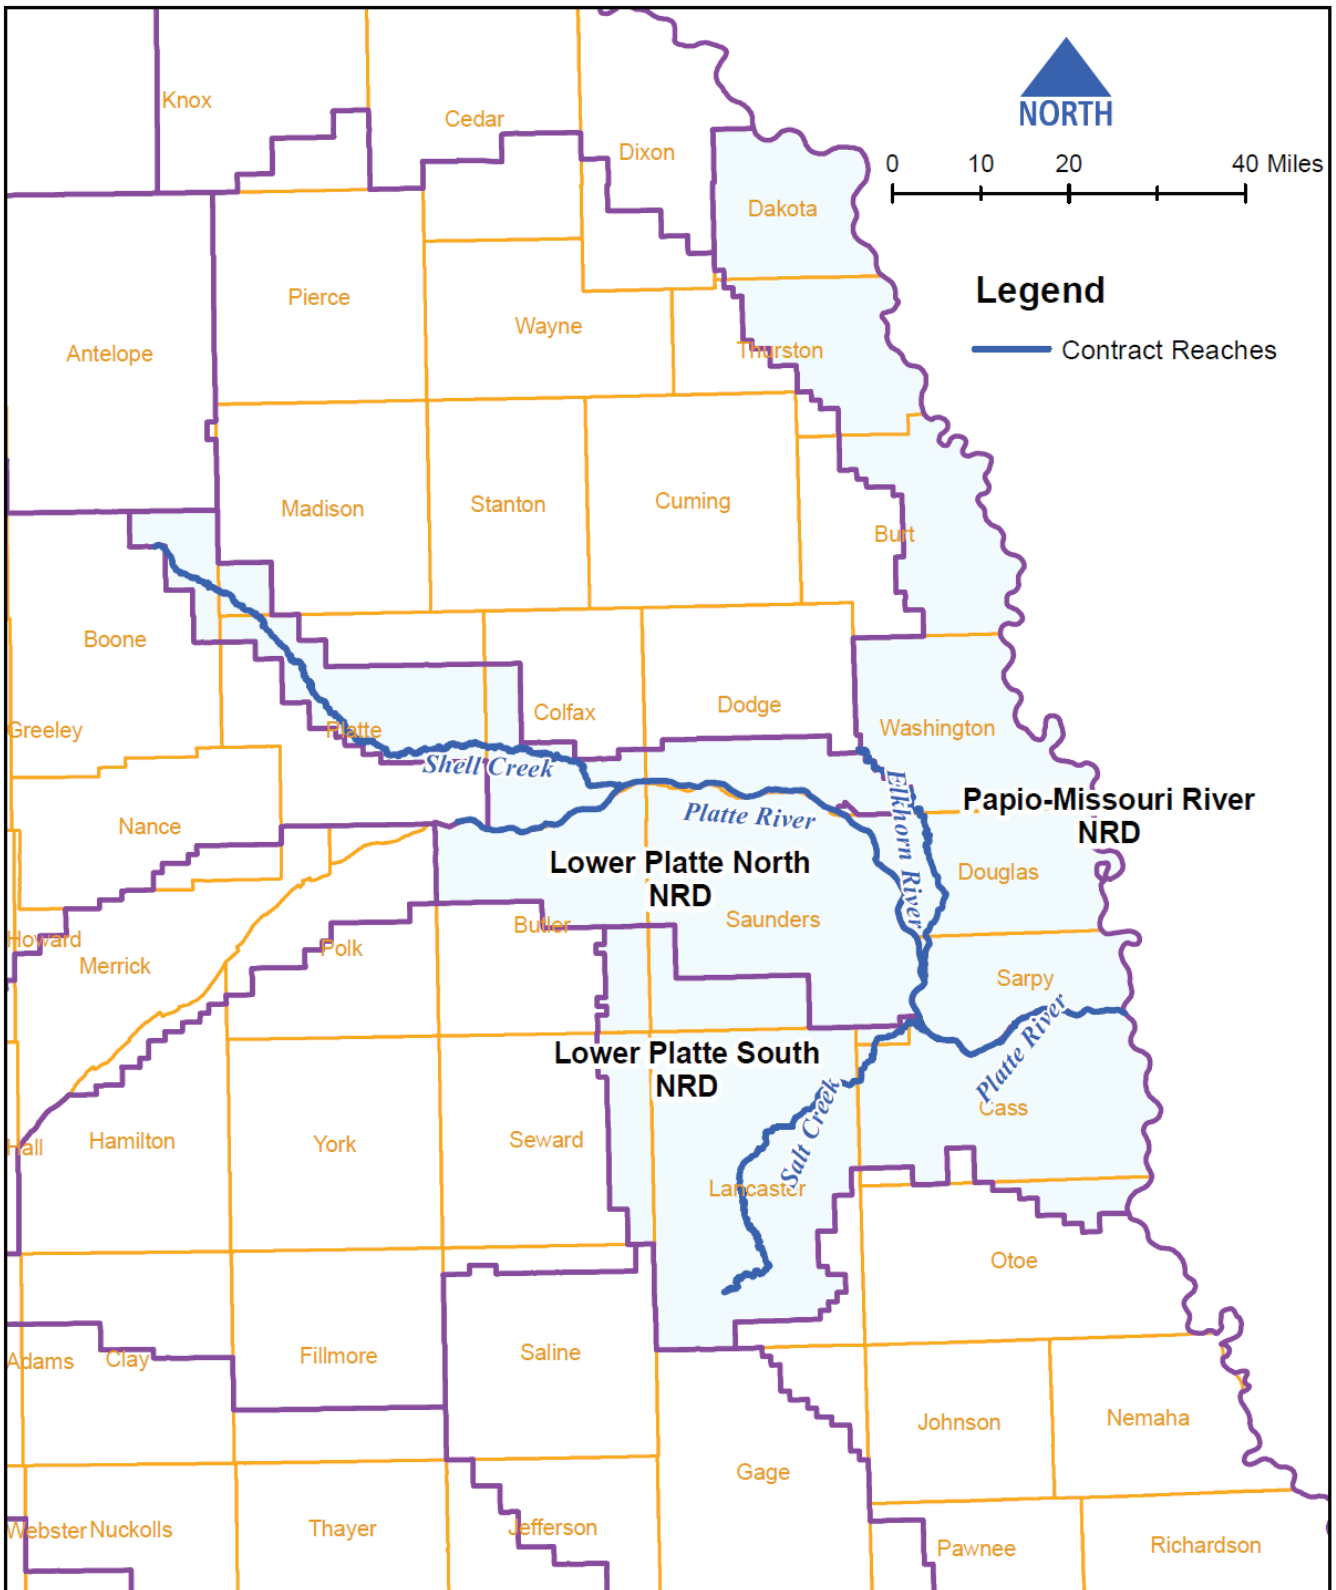 Knox
Cedar
Dixon
NORTH
0 10 20 40 Miles
Dakota
Legend
Contract Reaches
Pierce
Wayne
Antelope
Thurston
Madison
Stanton
Cuming
Burt
Boone
Greeley
Platte
Colfax
Dodge
Washington
Shell Creek
Platte River
Elkhorn River
Papio-Missouri River
NRD
Nance
Lower Platte North
NRD
Douglas
Saunders
Butler
Howard
Polk
Merrick
Sarpy
Platte River
Lower Platte South
NRD
Cass
Salt Creek
Hall
Hamilton
York
Seward
Lancaster
Otoe
Adams
Clay
Fillmore
Saline
Johnson
Nemaha
Gage
Webster
Nuckolls
Thayer
Jefferson
Pawnee
Richardson